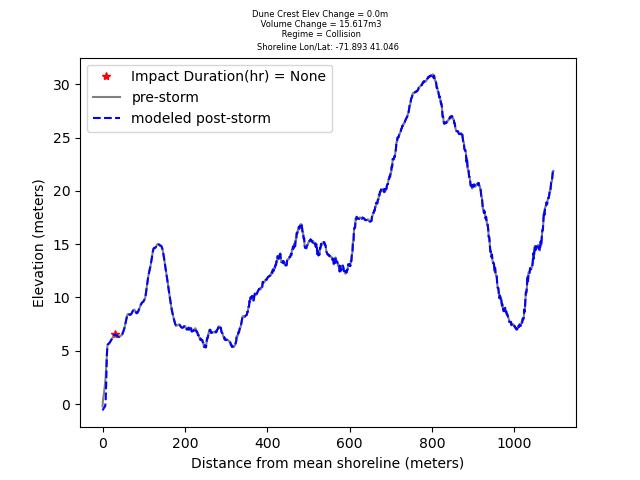 Dune Crest Elev Change = 0.0m
Volume Change = 15.617m3
Regime = Collision
Shoreline Lon/Lat: -71.893 41.046
Impact Duration(hr) = None
pre-storm
modeled post-storm
30
25
20
15
10
5
0
Elevation (meters)
0 200 400 600 800 1000
Distance from mean shoreline (meters)